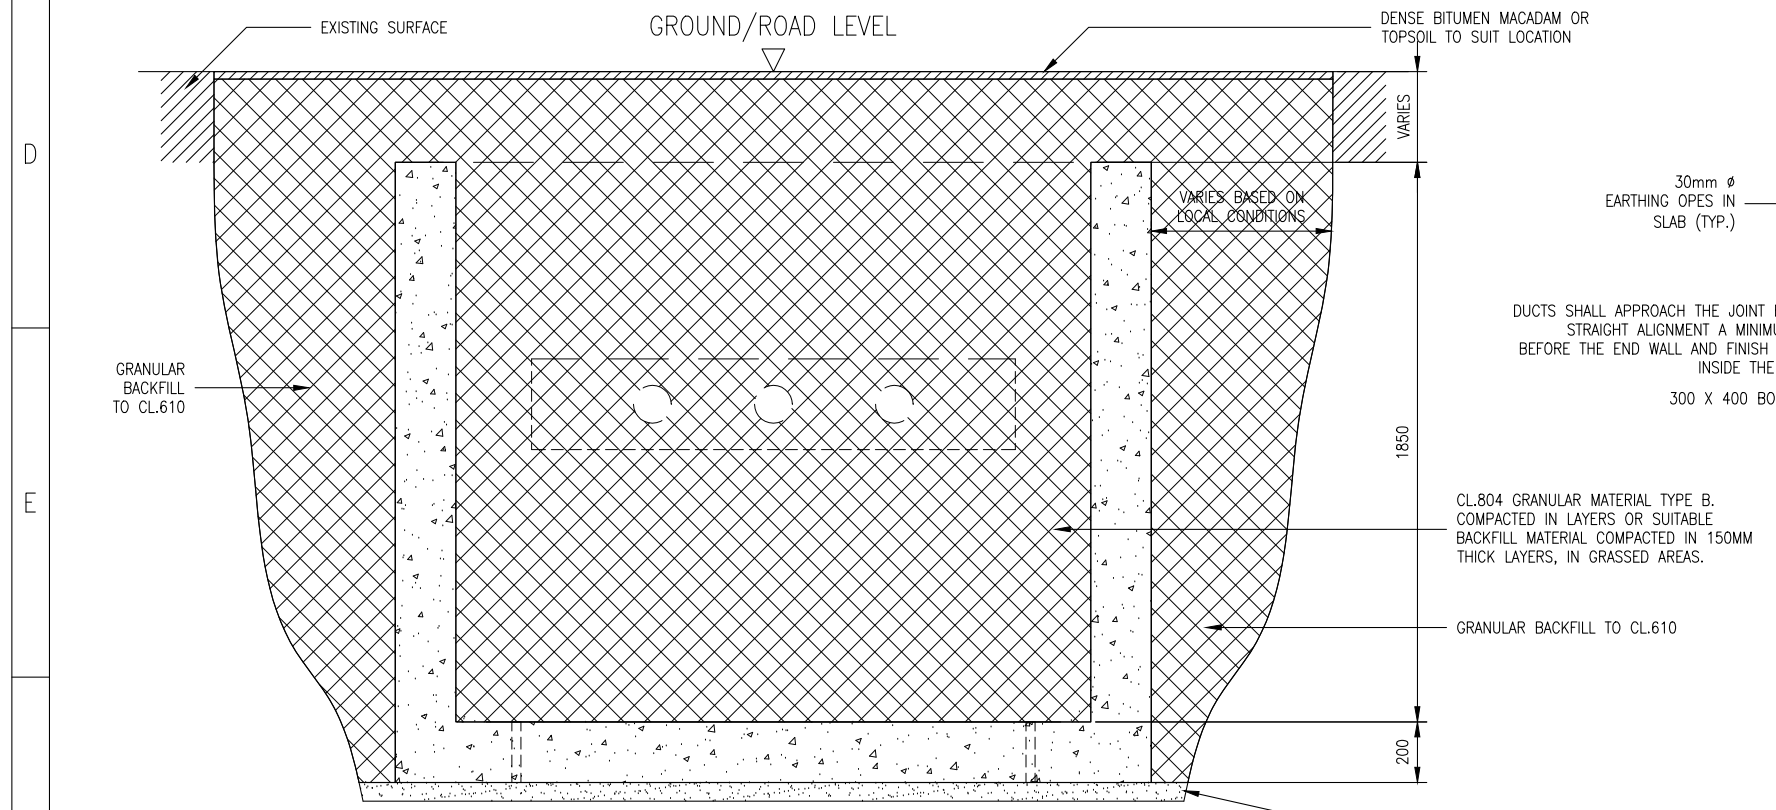 EXISTING SURFACE
GROUND/ROAD LEVEL
DENSE BITUMEN MACADAM OR
TOPSOIL TO SUIT LOCATION
VARIES
D
VARIES BASED ON
LOCAL CONDITIONS
30mm ø
EARTHING OPES IN
SLAB (TYP.)
DUCTS SHALL APPROACH THE JOINT
STRAIGHT ALIGNMENT A
BEFORE THE END WALL AND FINISH
INSIDE THE
300 X 400
GRANULAR
BACKFILL
TO CL.610
1850
E
CL.804 GRANULAR MATERIAL TYPE B.
COMPACTED IN LAYERS OR SUITABLE
BACKFILL MATERIAL COMPACTED IN 150MM
THICK LAYERS, IN GRASSED AREAS.
GRANULAR BACKFILL TO CL.610
200